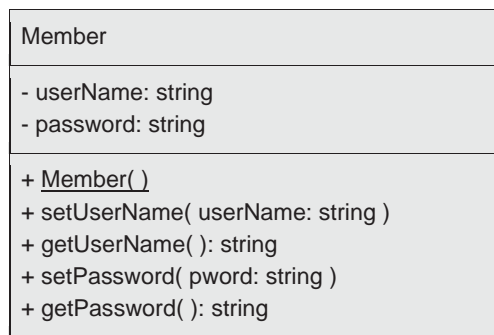 Member
- userName: string
- password: string
+ Member( )
+ setUserName( userName: string )
+ getUserName( ): string
+ setPassword( pword: string )
+ getPassword( ): string